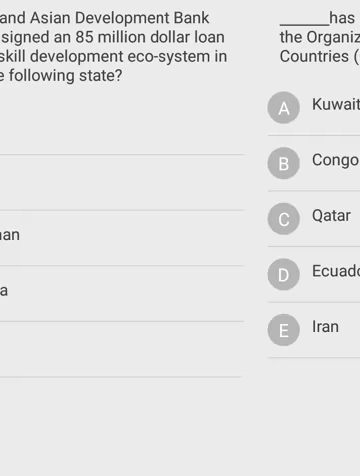 and Asian Development Bank
signed an 85 million dollar loan
skill development eco-system in
following state?
a
has
the Organiz
Countries (
A Kuwait
B Congo
C Qatar
D Ecuad
E Iran